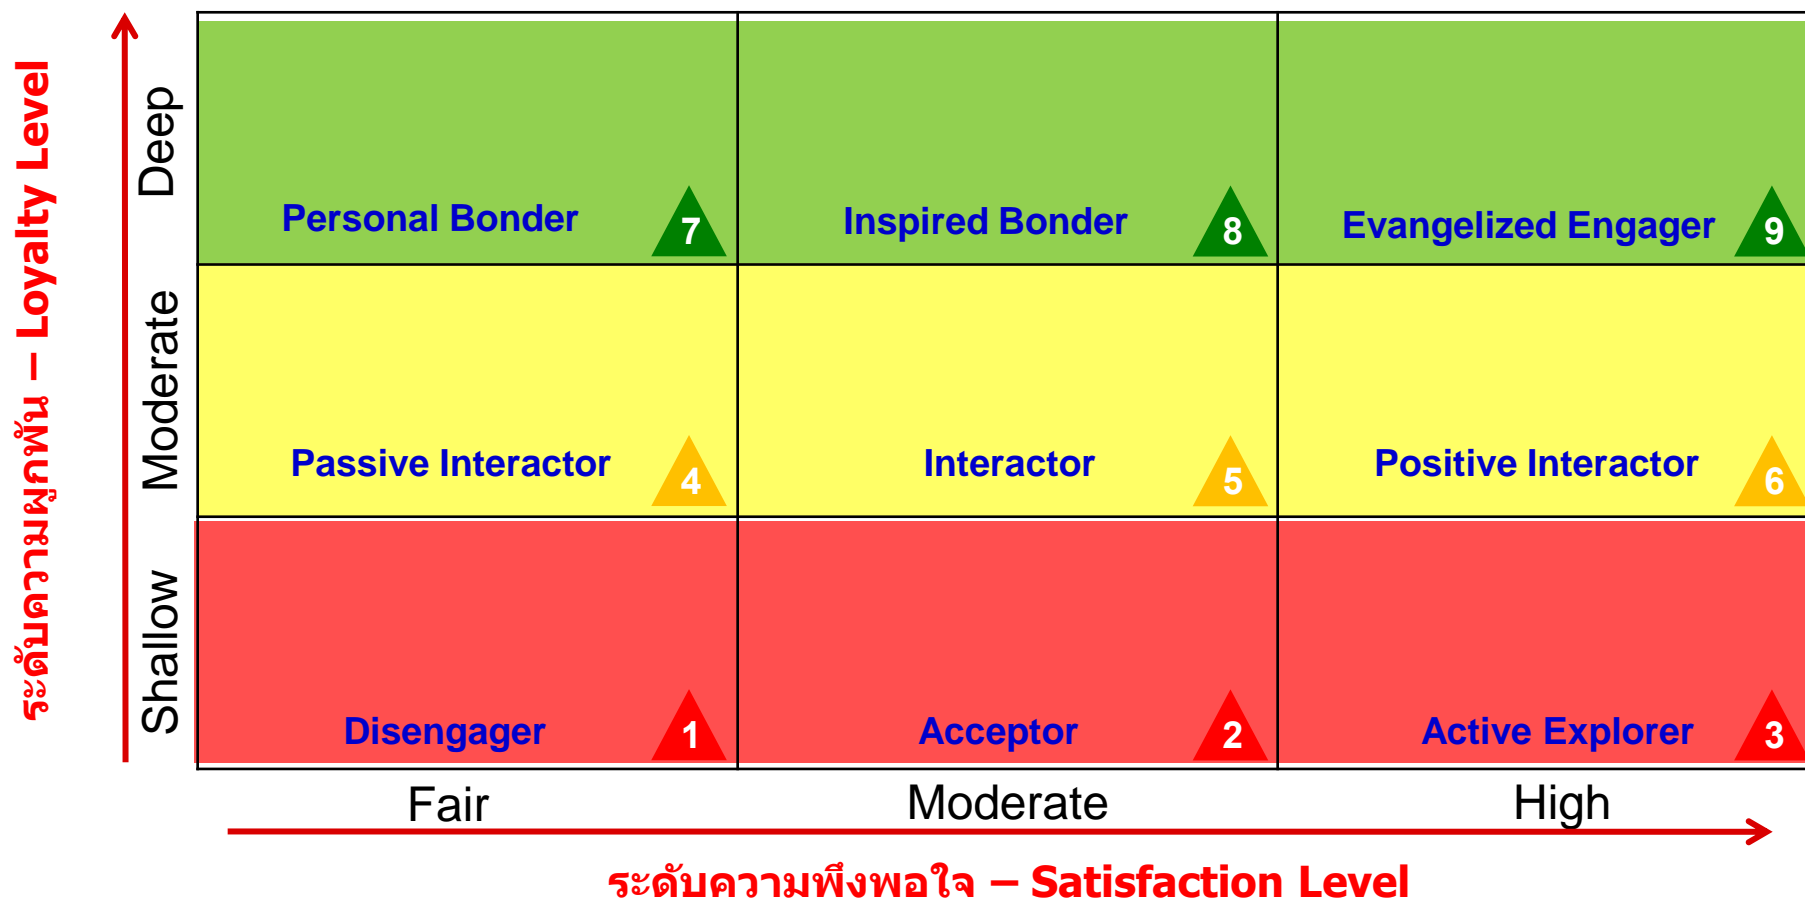 ระดับความผูกพัน – Loyalty Level
Deep
Personal Bonder 7
Inspired Bonder 8
Evangelized Engager 9
Moderate
Passive Interactor 4
Interactor 5
Positive Interactor 6
Shallow
Disengager 1
Acceptor 2
Active Explorer 3
Fair
Moderate
High
ระดับความพึงพอใจ – Satisfaction Level